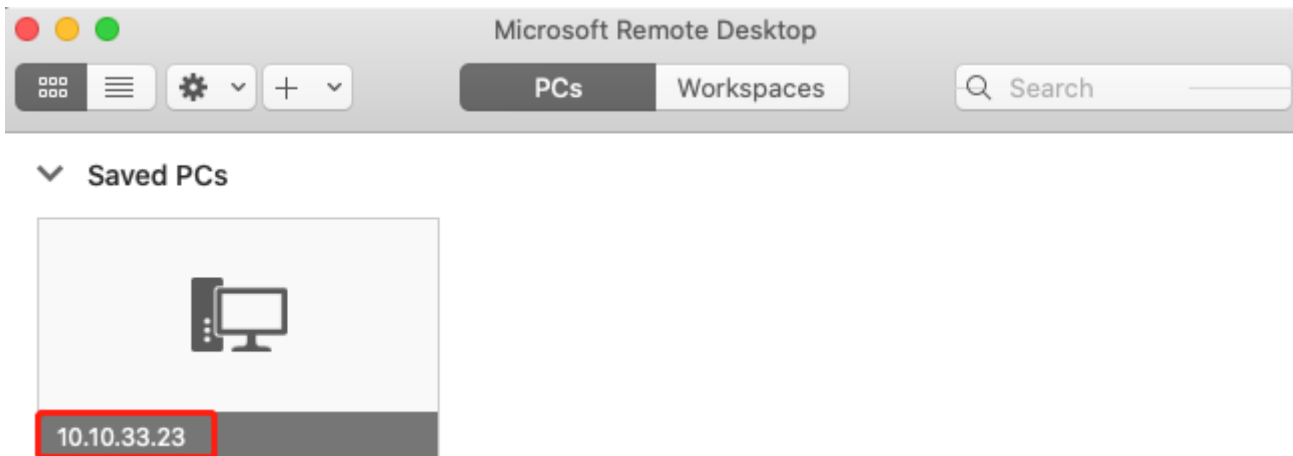 Microsoft Remote Desktop
PCs Workspaces Search
Saved PCs
10.10.33.23